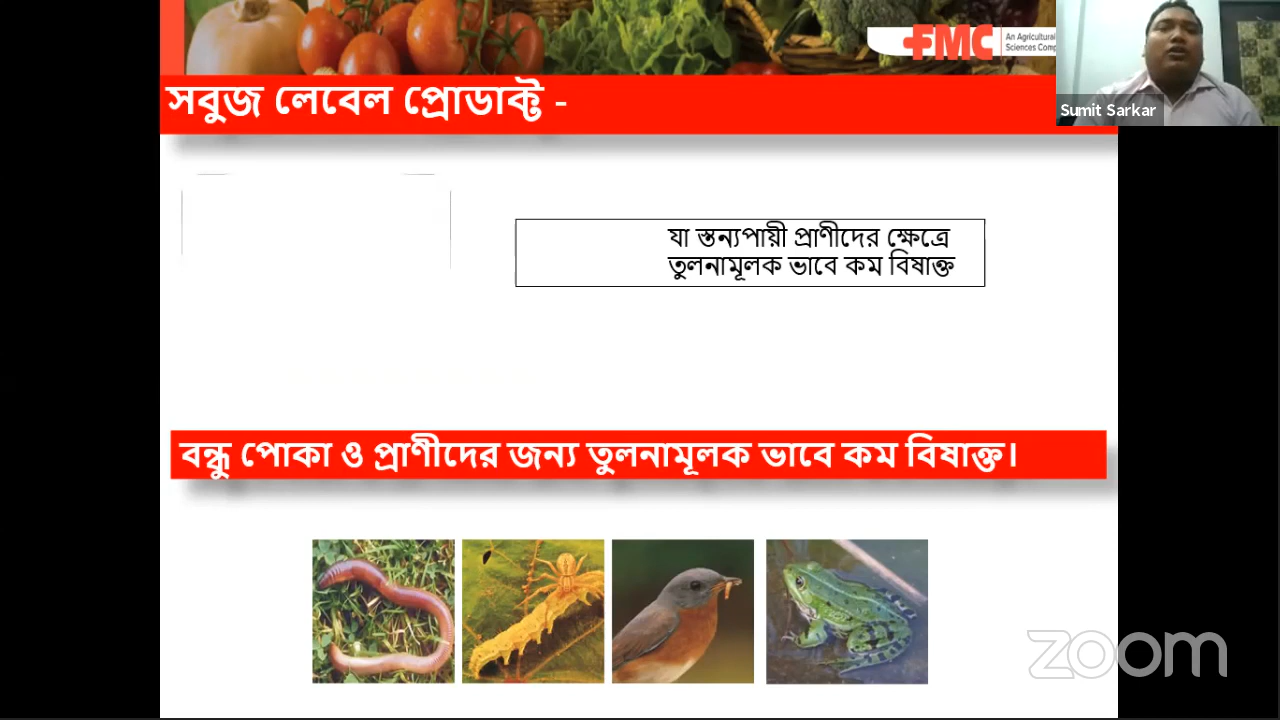 FMC
An Agricultural
Sciences Comp
সবুজ লেবেল প্রোডাক্ট -
Sumit Sarkar
যা স্তন্যপায়ী প্রাণীদের ক্ষেত্রে
তুলনামূলক ভাবে কম বিষাক্ত
বন্ধু পোকা ও প্রাণীদের জন্য তুলনামূলক ভাবে কম বিষাক্ত।
zoom